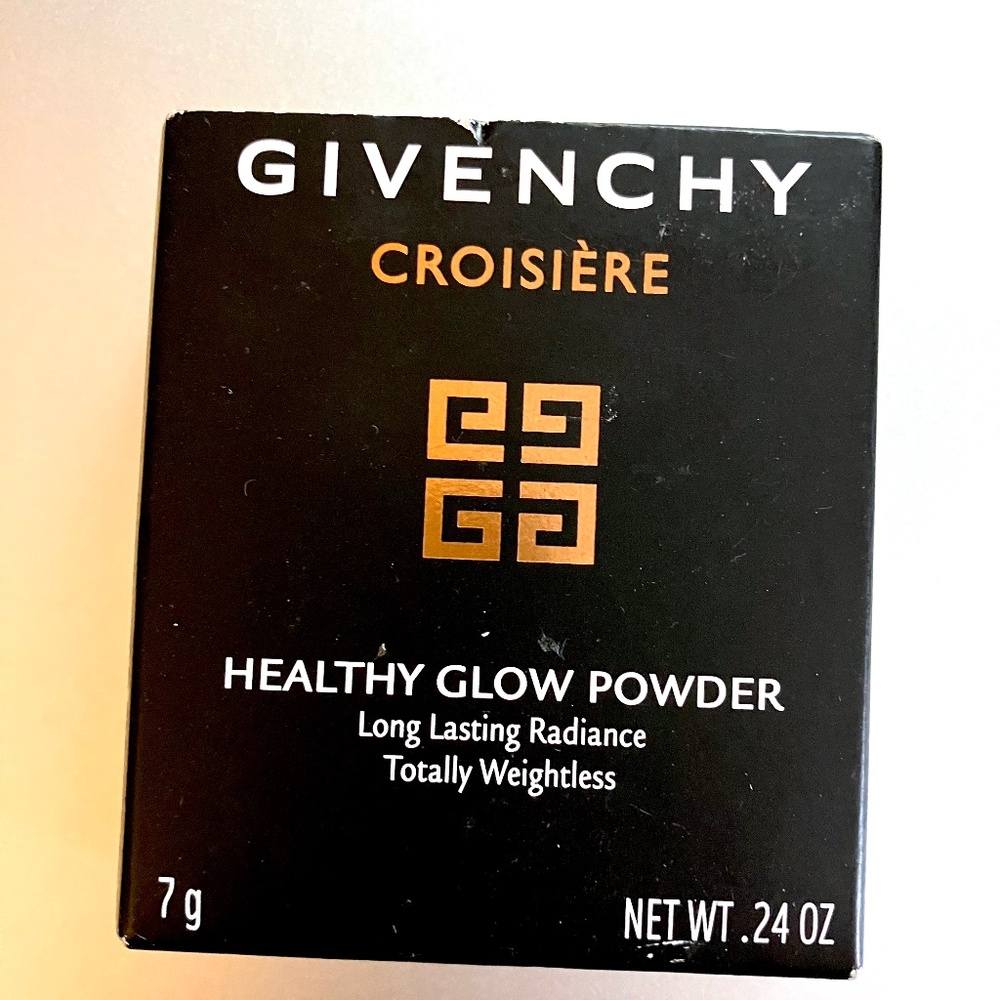 GIVENCHY
CROISIÈRE
HEALTHY GLOW POWDER
Long Lasting Radiance
Totally Weightless
7 g
NET WT .24 OZ